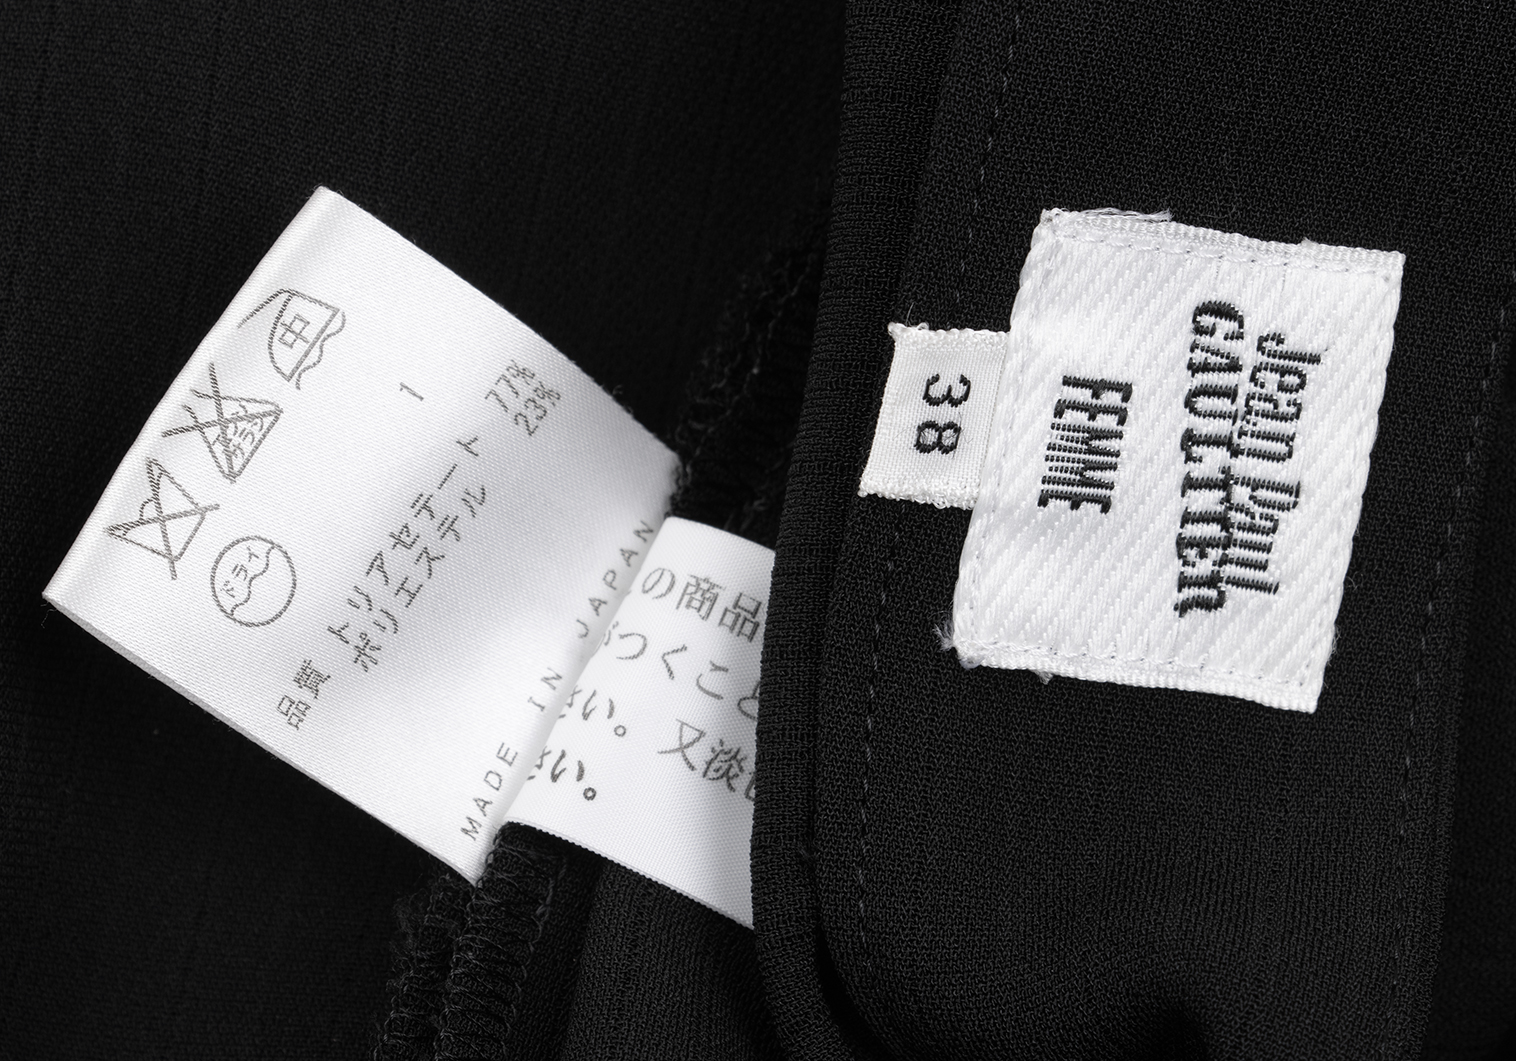 中
ドライ
品質
トリアセテート 77%
ポリエステル 23%
1
MADE IN JAPAN
の商品
がつくこと
さい。又淡
さい。
Jean Paul
GAULTIER
FEMME
38